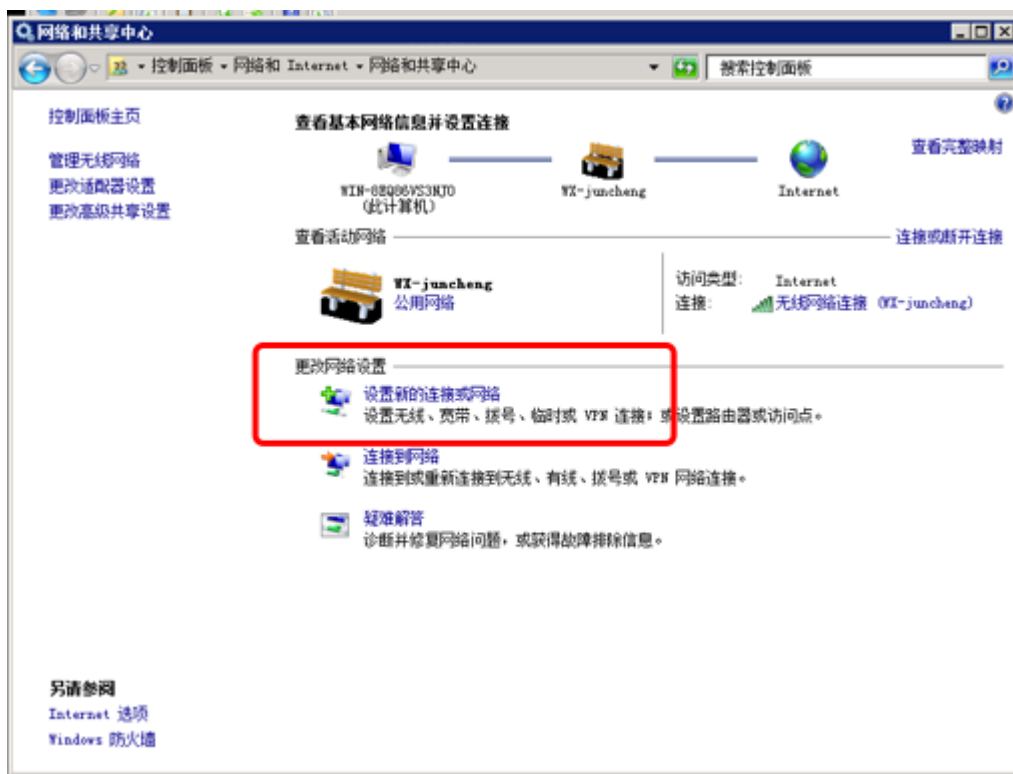 网络和共享中心
控制面板 网络和 Internet 网络和共享中心
搜索控制面板
控制面板主页
管理无线网络
更改适配器设置
更改高级共享设置
查看基本网络信息并设置连接
查看完整映射
WX-juncheng
Internet
(此计算机)
查看活动网络
连接或断开连接
WX-juncheng
公用网络
访问类型: Internet
连接: 无线网络连接 (WX-juncheng)
更改网络设置
设置新的连接或网络
设置无线、宽带、拨号、临时或 VPN 连接；或设置路由器或访问点。
连接到网络
连接到或重新连接到无线、有线、拨号或 VPN 网络连接。
疑难解答
诊断并修复网络问题，或获得故障排除信息。
另请参阅
Internet 选项
Windows 防火墙